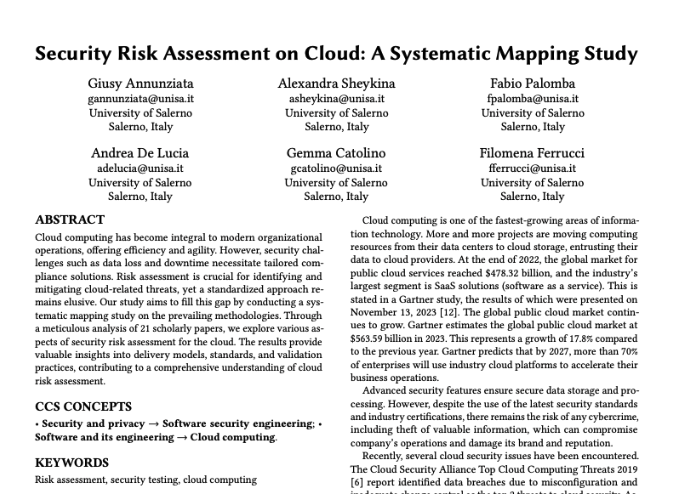 Security Risk Assessment on Cloud: A Systematic Mapping Study
Giusy Annunziata
gannunziata@unisa.it
University of Salerno
Salerno, Italy
Alexandra Sheykina
asheykina@unisa.it
University of Salerno
Salerno, Italy
Fabio Palomba
fpalomba@unisa.it
University of Salerno
Salerno, Italy
Andrea De Lucia
adelucia@unisa.it
University of Salerno
Salerno, Italy
Gemma Catolino
gcatolino@unisa.it
University of Salerno
Salerno, Italy
Filomena Ferrucci
fferrucci@unisa.it
University of Salerno
Salerno, Italy
ABSTRACT
Cloud computing has become integral to modern organizational
operations, offering efficiency and agility. However, security chal-
lenges such as data loss and downtime necessitate tailored com-
pliance solutions. Risk assessment is crucial for identifying and
mitigating cloud-related threats, yet a standardized approach re-
mains elusive. Our study aims to fill this gap by conducting a sys-
tematic mapping study on the prevailing methodologies. Through
a meticulous analysis of 21 scholarly papers, we explore various as-
pects of security risk assessment for the cloud. The results provide
valuable insights into delivery models, standards, and validation
practices, contributing to a comprehensive understanding of cloud
risk assessment.
CCS CONCEPTS
• Security and privacy → Software security engineering; •
Software and its engineering → Cloud computing.
KEYWORDS
Risk assessment, security testing, cloud computing
Cloud computing is one of the fastest-growing areas of informa-
tion technology. More and more projects are moving computing
resources from their data centers to cloud storage, entrusting their
data to cloud providers. At the end of 2022, the global market for
public cloud services reached $478.32 billion, and the industry's
largest segment is SaaS solutions (software as a service). This is
stated in a Gartner study, the results of which were presented on
November 13, 2023 [12]. The global public cloud market contin-
ues to grow. Gartner estimates the global public cloud market at
$563.59 billion in 2023. This represents a growth of 17.8% compared
to the previous year. Gartner predicts that by 2027, more than 70%
of enterprises will use industry cloud platforms to accelerate their
business operations.
Advanced security features ensure secure data storage and pro-
cessing. However, despite the use of the latest security standards
and industry certifications, there remains the risk of any cybercrime,
including theft of valuable information, which can compromise
company's operations and damage its brand and reputation.
Recently, several cloud security issues have been encountered.
The Cloud Security Alliance Top Cloud Computing Threats 2019
[6] report identified data breaches due to misconfiguration and